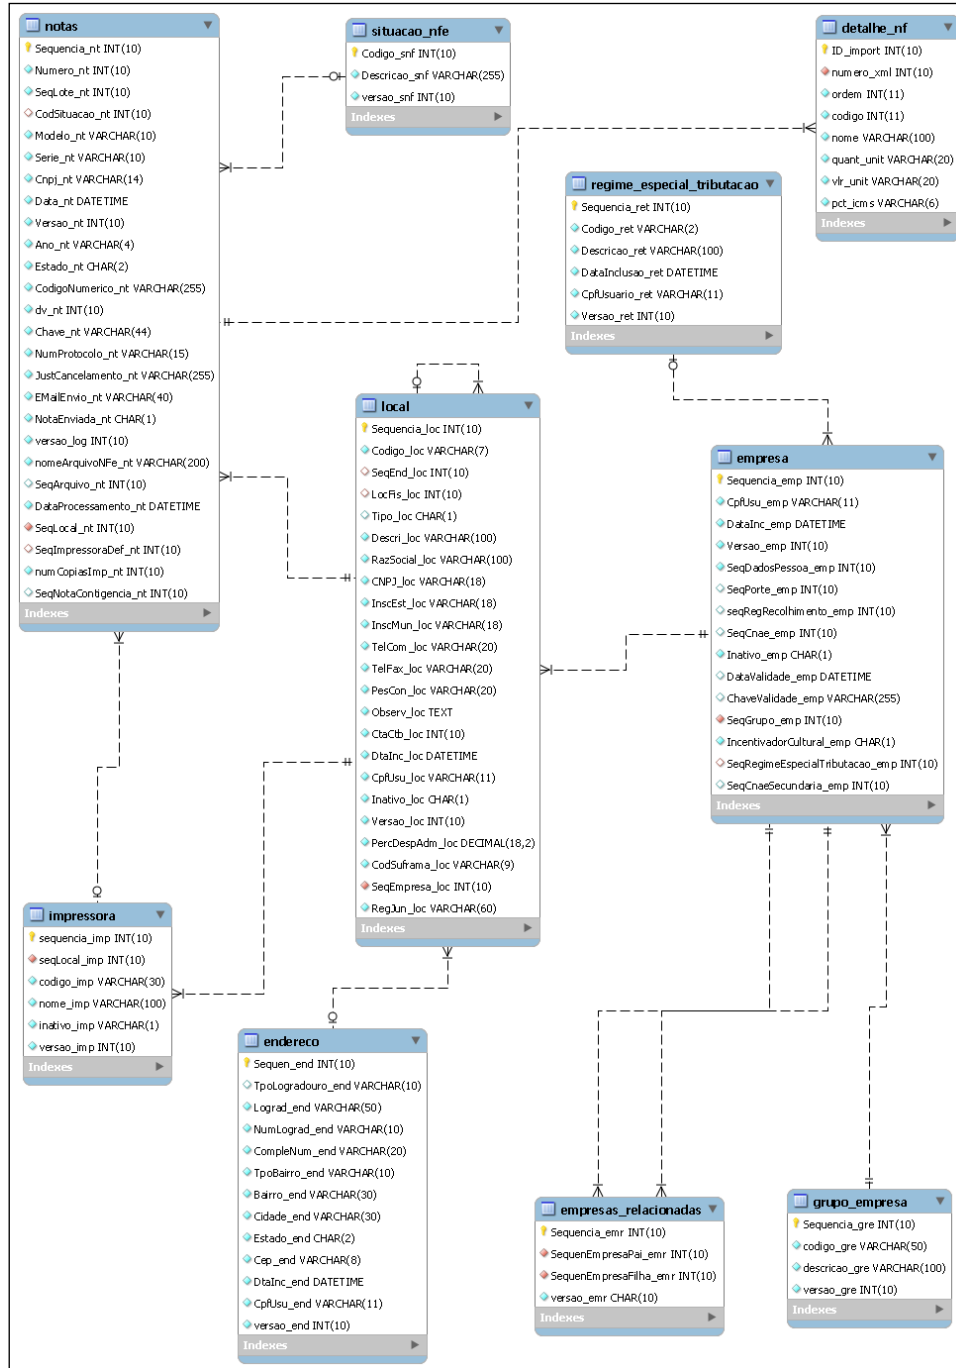 notas
Sequencia_nt INT(10)
Numero_nt INT(10)
SeqLote_nt INT(10)
CodSituacao_nt INT(10)
Modelo_nt VARCHAR(10)
Serie_nt VARCHAR(10)
Cnpj_nt VARCHAR(14)
Data_nt DATETIME
Versao_nt INT(10)
Ano_nt VARCHAR(4)
Estado_nt CHAR(2)
CodigoNumerico_nt VARCHAR(255)
dv_nt INT(10)
Chave_nt VARCHAR(44)
NumProtocolo_nt VARCHAR(15)
JustCancelamento_nt VARCHAR(255)
EMailEnvio_nt VARCHAR(40)
NotaEnviada_nt CHAR(1)
versao_log INT(10)
nomeArquivoNFe_nt VARCHAR(200)
SeqArquivo_nt INT(10)
DataProcessamento_nt DATETIME
SeqLocal_nt INT(10)
SeqImpressoraDef_nt INT(10)
numCopiasImp_nt INT(10)
SeqNotaContigencia_nt INT(10)
Indexes
situacao_nfe
Codigo_snf INT(10)
Descricao_snf VARCHAR(255)
versao_snf INT(10)
Indexes
detalhe_nf
ID_import INT(10)
numero_xml INT(10)
ordem INT(11)
codigo INT(11)
nome VARCHAR(100)
quant_unit VARCHAR(20)
vlr_unit VARCHAR(20)
pct_icms VARCHAR(6)
Indexes
regime_especial_tributacao
Sequencia_ret INT(10)
Codigo_ret VARCHAR(2)
Descricao_ret VARCHAR(100)
DataInclusao_ret DATETIME
CpfUsuario_ret VARCHAR(11)
Versao_ret INT(10)
Indexes
local
Sequencia_loc INT(10)
Codigo_loc VARCHAR(7)
SeqEnd_loc INT(10)
LocFis_loc INT(10)
Tipo_loc CHAR(1)
Descri_loc VARCHAR(100)
RazSocial_loc VARCHAR(100)
CNPJ_loc VARCHAR(18)
InscEst_loc VARCHAR(18)
InscMun_loc VARCHAR(18)
TelCom_loc VARCHAR(20)
TelFax_loc VARCHAR(20)
PesCon_loc VARCHAR(20)
Observ_loc TEXT
CtaCtb_loc INT(10)
DtaInc_loc DATETIME
CpfUsu_loc VARCHAR(11)
Inativo_loc CHAR(1)
Versao_loc INT(10)
PercDespAdm_loc DECIMAL(18,2)
CodSuframa_loc VARCHAR(9)
SeqEmpresa_loc INT(10)
RegJun_loc VARCHAR(60)
empresa
Sequencia_emp INT(10)
CpfUsu_emp VARCHAR(11)
DataInc_emp DATETIME
Versao_emp INT(10)
SeqDadosPessoa_emp INT(10)
SeqPorte_emp INT(10)
seqRegRecolhimento_emp INT(10)
SeqCnae_emp INT(10)
Inativo_emp CHAR(1)
DataValidade_emp DATETIME
ChaveValidade_emp VARCHAR(255)
SeqGrupo_emp INT(10)
IncentivadorCultural_emp CHAR(1)
SeqRegimeEspecialTributacao_emp INT(10)
SeqCnaeSecundaria_emp INT(10)
Indexes
impressora
sequencia_imp INT(10)
seqLocal_imp INT(10)
codigo_imp VARCHAR(30)
nome_imp VARCHAR(100)
inativo_imp VARCHAR(1)
versao_imp INT(10)
Indexes
endereco
Sequen_end INT(10)
TpoLogradouro_end VARCHAR(10)
Lograd_end VARCHAR(50)
NumLograd_end VARCHAR(10)
CompleNum_end VARCHAR(20)
TpoBairro_end VARCHAR(10)
Bairro_end VARCHAR(30)
Cidade_end VARCHAR(30)
Estado_end CHAR(2)
Cep_end VARCHAR(8)
DtaInc_end DATETIME
CpfUsu_end VARCHAR(11)
versao_end INT(10)
Indexes
empresas_relacionadas
Sequencia_emr INT(10)
SequenEmpresaPai_emr INT(10)
SequenEmpresaFilha_emr INT(10)
versao_emr CHAR(10)
Indexes
grupo_empresa
Sequencia_gre INT(10)
codigo_gre VARCHAR(50)
descricao_gre VARCHAR(100)
versao_gre INT(10)
Indexes